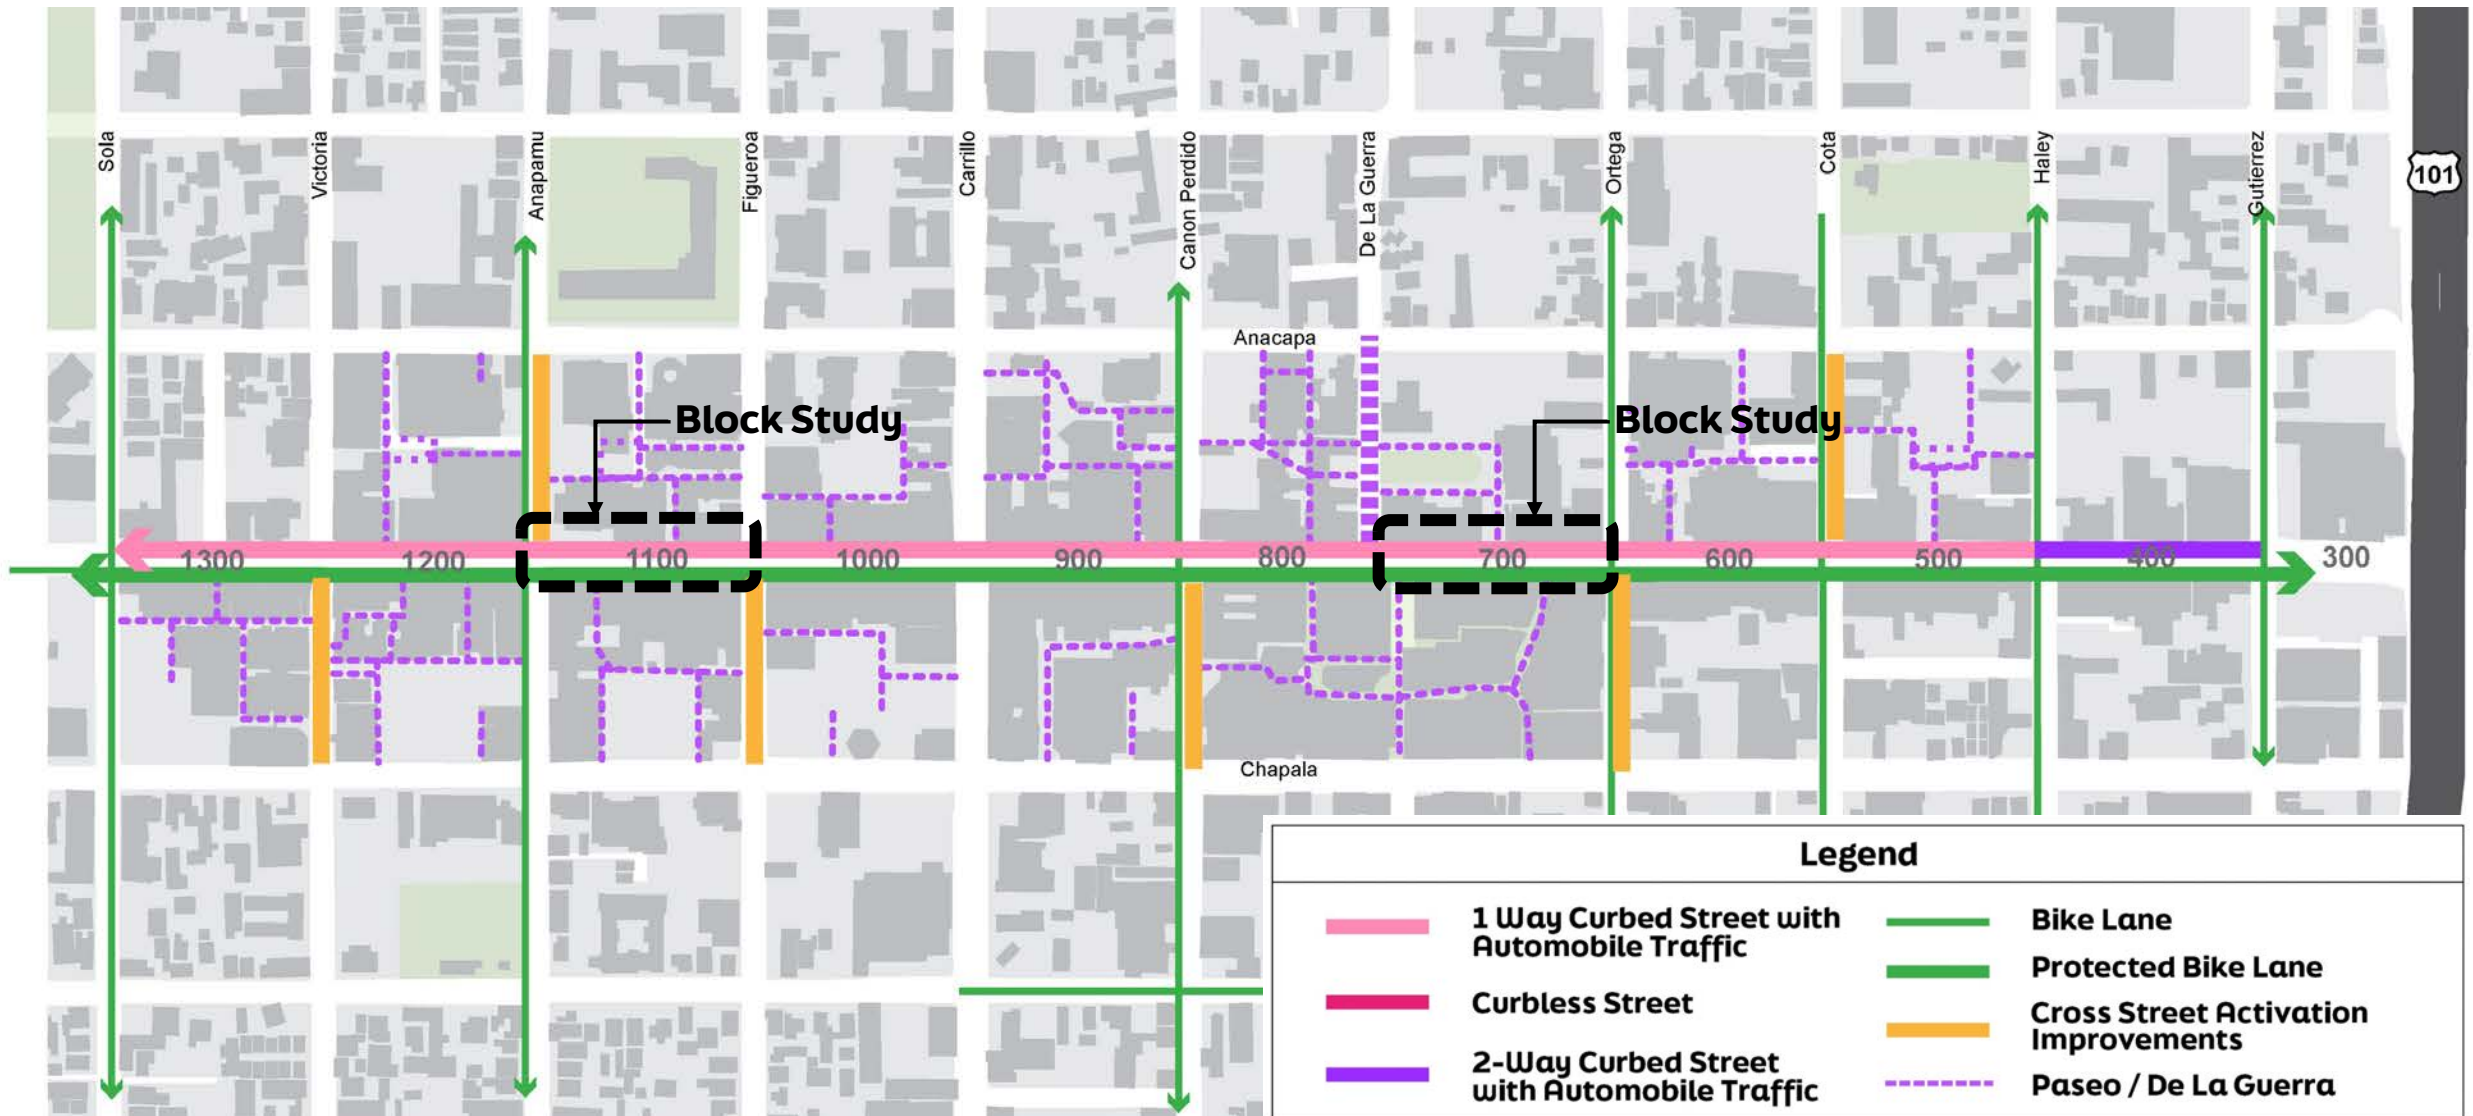 Sola
Victoria
Anapamu
Figueroa
Carrillo
Canon Perdido
De La Guerra
Ortega
Cota
Haley
Gutierrez
101
Anacapa
Block Study
Block Study
1300
1200
1100
1000
900
800
700
600
500
400
300
Chapala
Legend
1 Way Curbed Street with
Automobile Traffic
Curbless Street
2-Way Curbed Street
with Automobile Traffic
Bike Lane
Protected Bike Lane
Cross Street Activation
Improvements
Paseo / De La Guerra